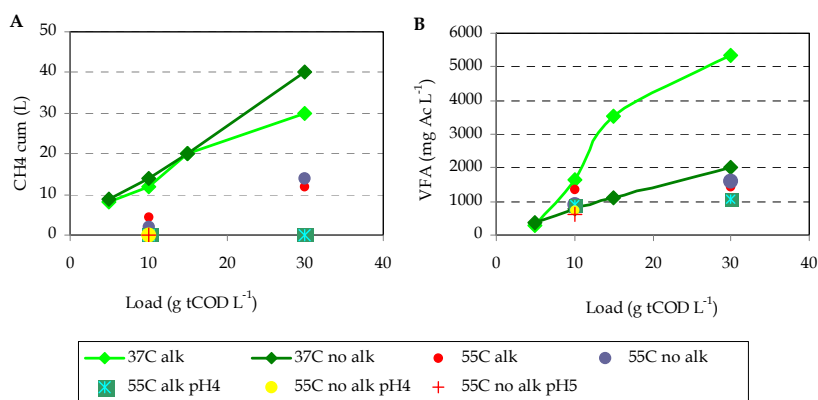 A
B
CH4 cum (L)
50
40
30
20
10
0
0 10 20 30 40
Load (g tCOD L-1)
VFA (mg Ac L-1)
6000
5000
4000
3000
2000
1000
0
0 10 20 30 40
Load (g tCOD L-1)
37C alk 37C no alk 55C alk 55C no alk
55C alk pH4 55C no alk pH4 55C no alk pH5